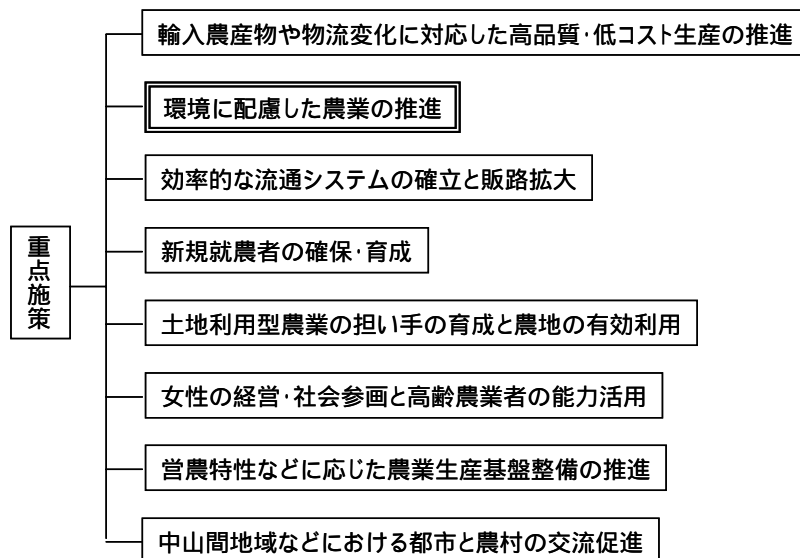 輸入農産物や物流変化に対応した高品質･低コスト生産の推進
環境に配慮した農業の推進
効率的な流通システムの確立と販路拡大
新規就農者の確保･育成
重点施策
土地利用型農業の担い手の育成と農地の有効利用
女性の経営･社会参画と高齢農業者の能力活用
営農特性などに応じた農業生産基盤整備の推進
中山間地域などにおける都市と農村の交流促進